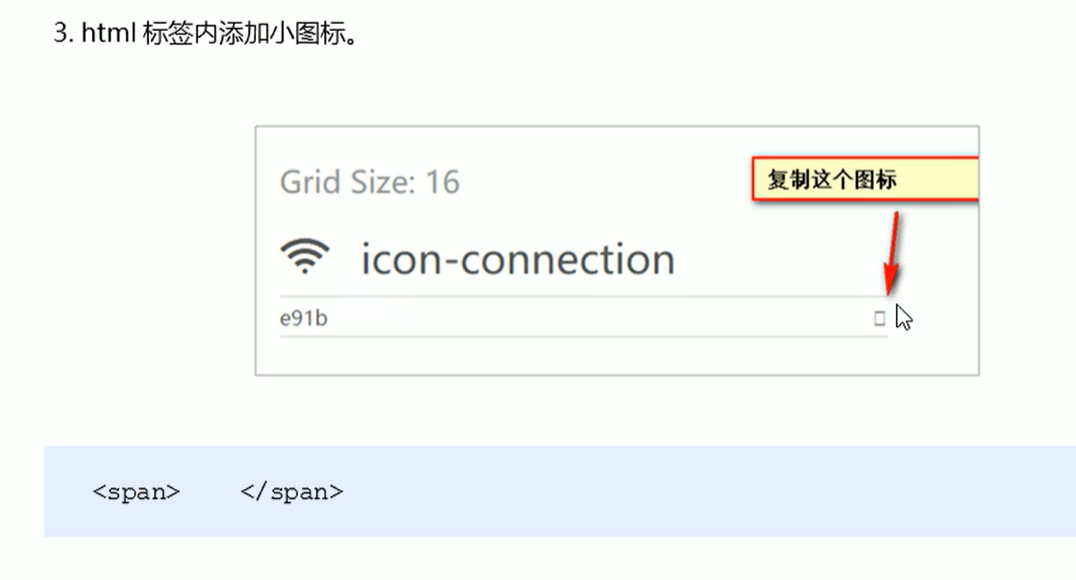 3. html 标签内添加小图标。
Grid Size: 16
复制这个图标
icon-connection
e91b
<span>    </span>